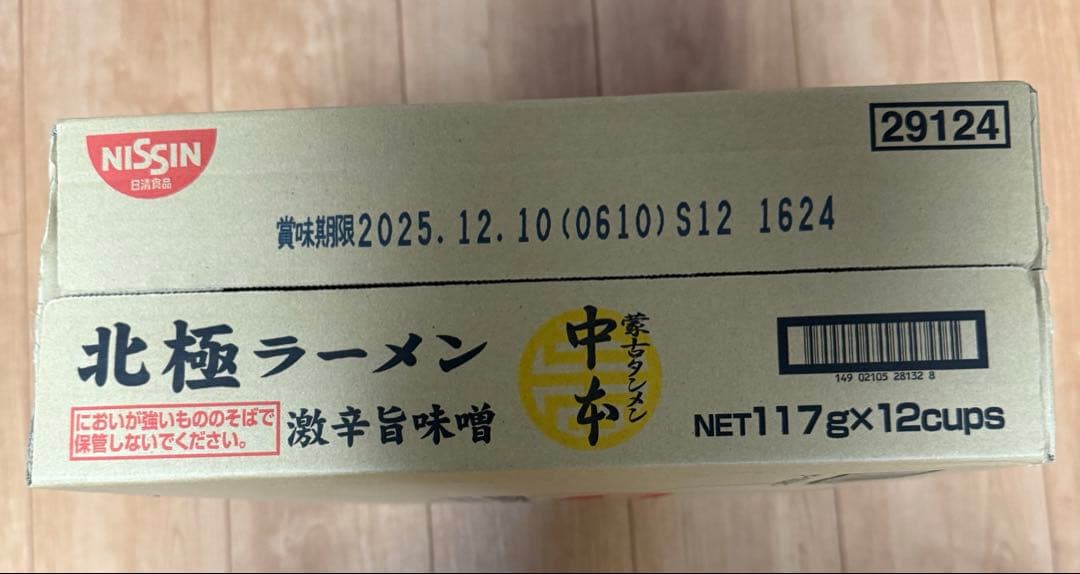 NISSIN
日清食品
29124
賞味期限2025.12.10(0610)S12 1624
北極ラーメン
蒙古タンメン
中本
149 02105 28132 8
においが強いもののそばで
保管しないでください。
激辛旨味噌
NET117g×12cups